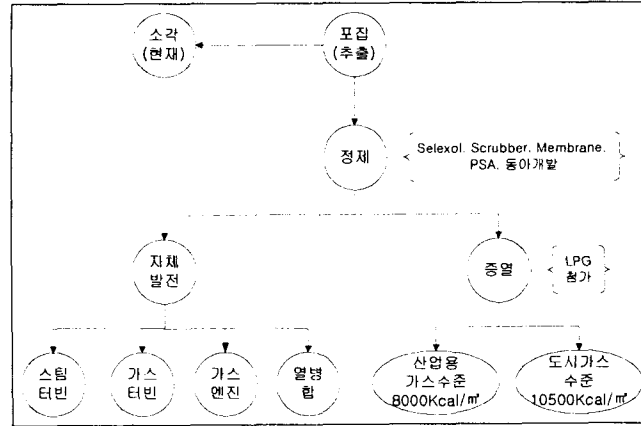 소각
(현재)
포집
(추출)
정제
Selexol. Scrubber. Membrane.
PSA. 동아개발
자체
발전
증열
LPG
첨가
스팀
터빈
가스
터빈
가스
엔진
열병
합
산업용
가스수준
8000Kcal/㎥
도시가스
수준
10500Kcal/㎥